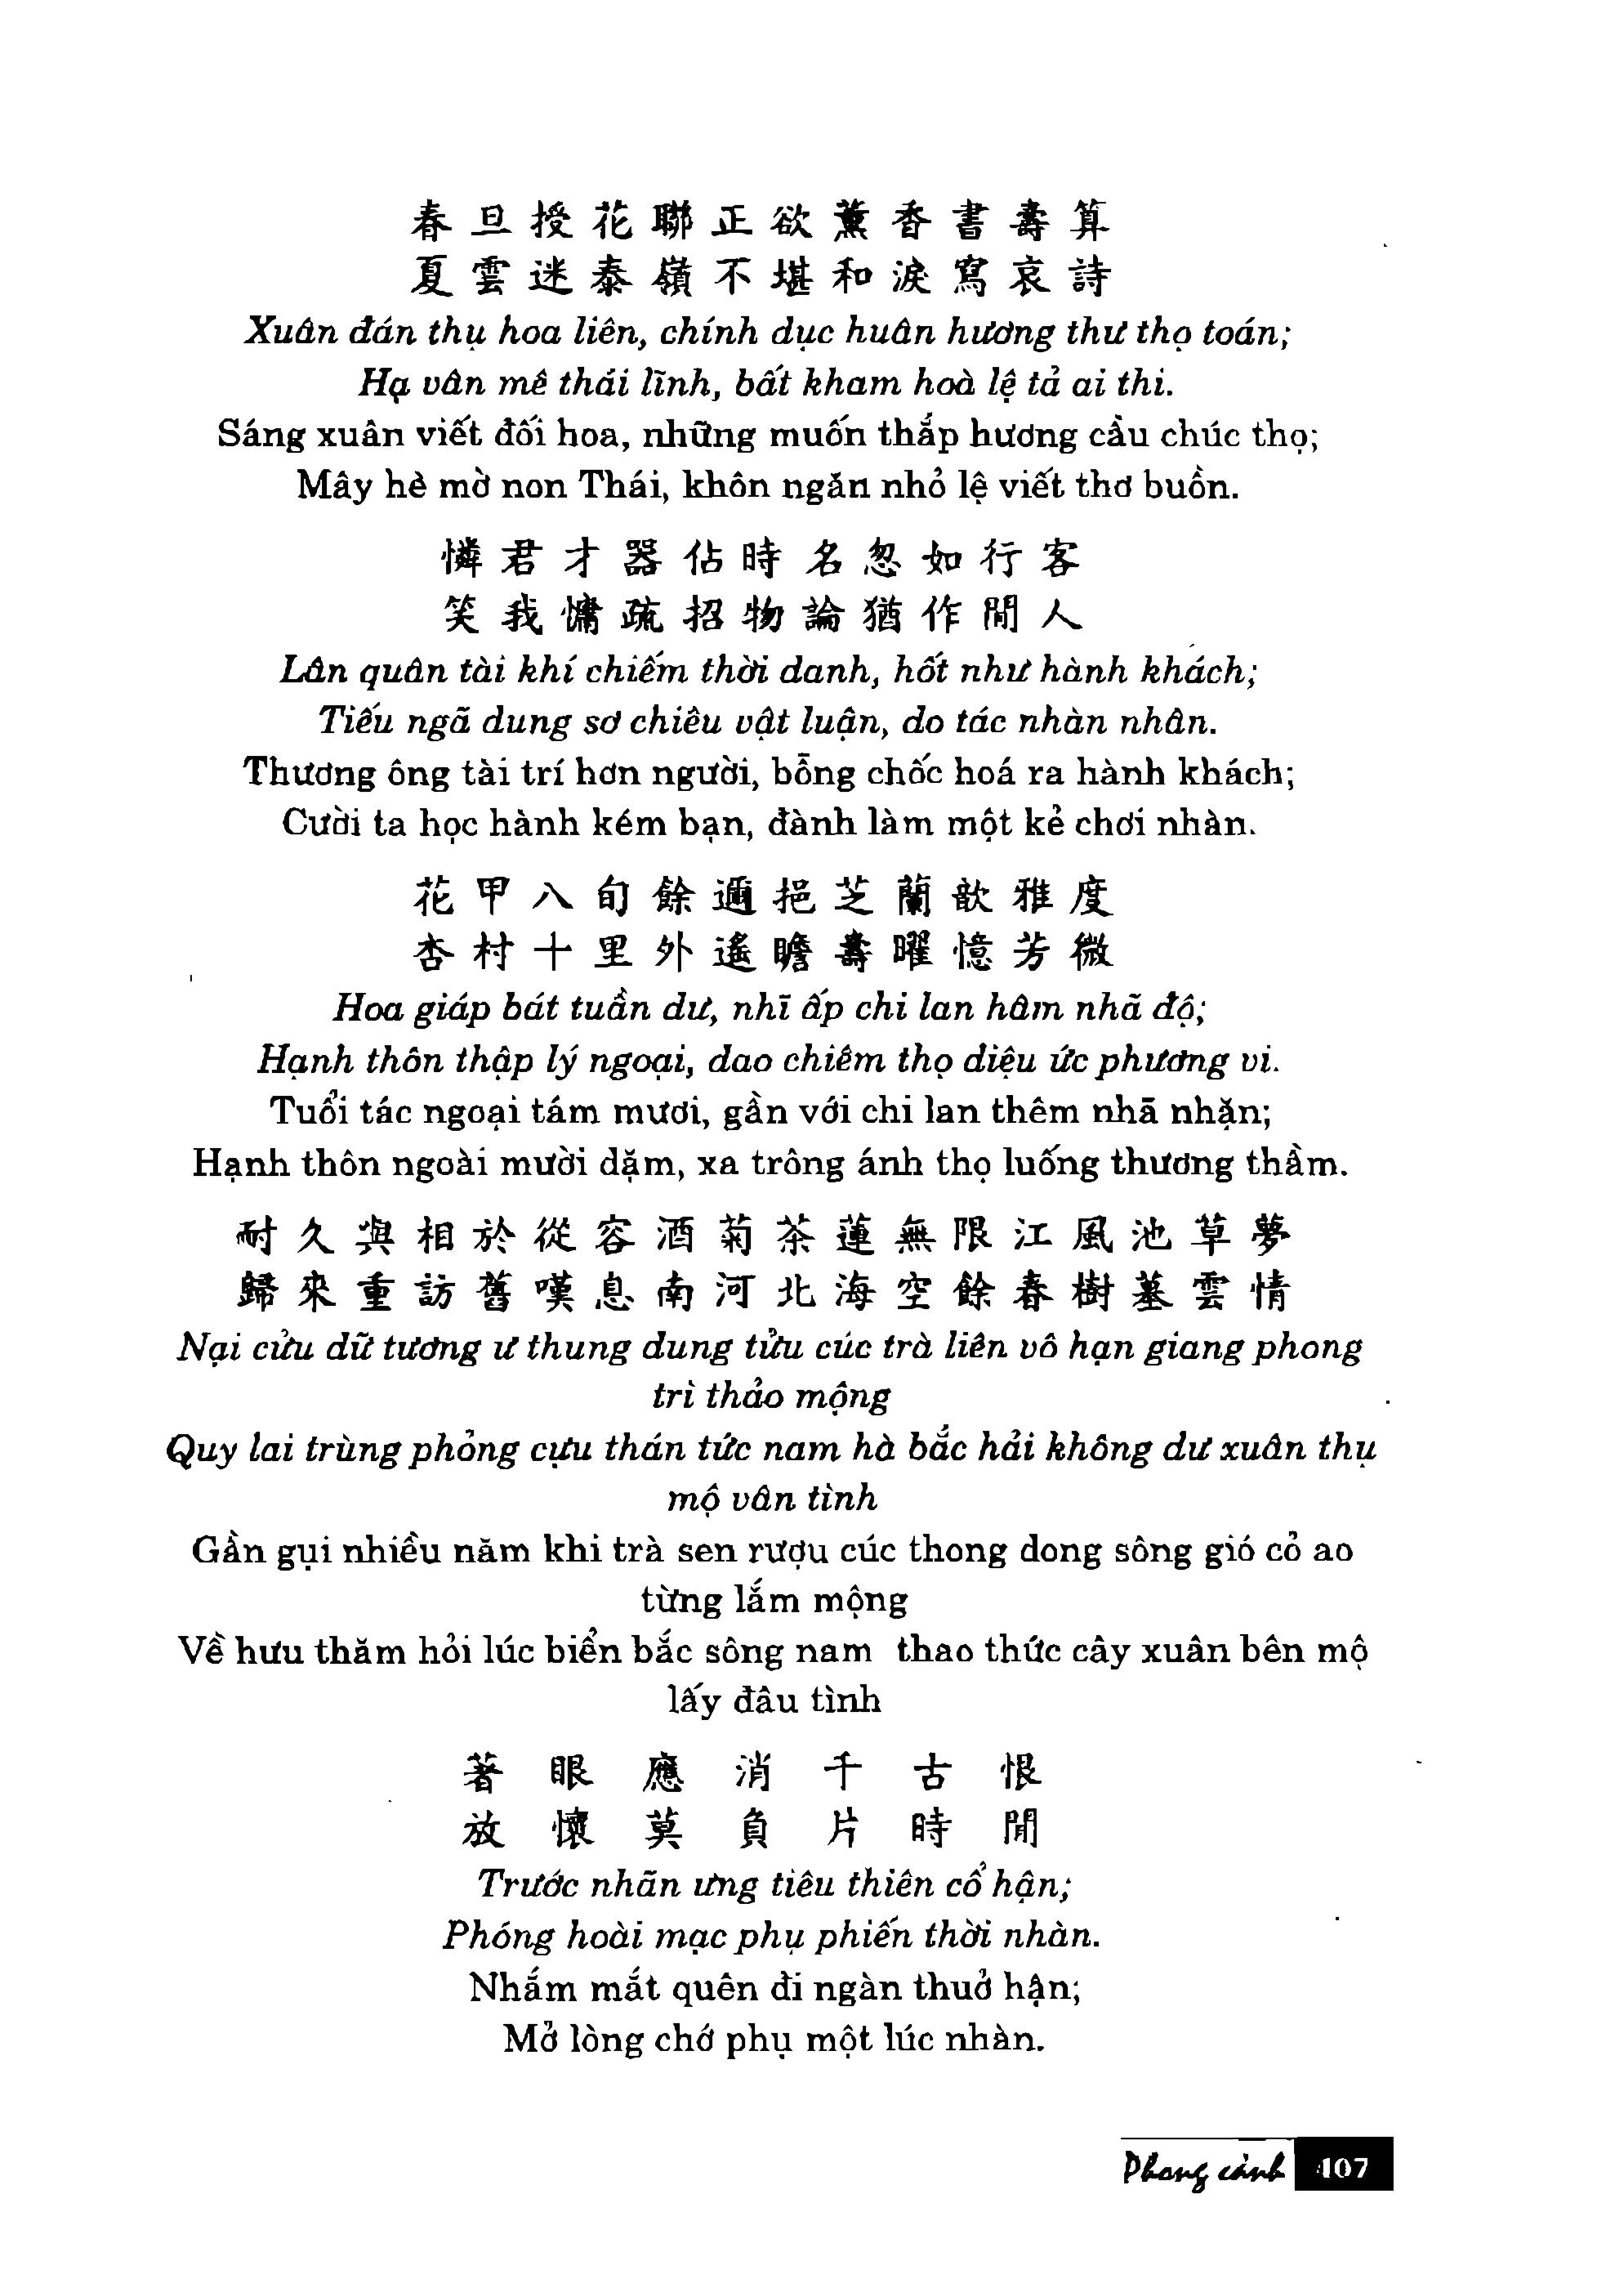 春旦授花聯正欲薰香書壽算
夏雲迷泰嶺不堪和淚寫哀詩
Xuân đán thụ hoa liên, chính dục huân hương thư thọ toán;
Hạ vân mê thái lĩnh, bất kham hoà lệ tả ai thi.
Sáng xuân viết đối hoa, những muốn thắp hương cầu chúc thọ;
Mây hè mờ non Thái, khôn ngăn nhỏ lệ viết thơ buồn.
憐君才器佔時名忽如行客
笑我慵疏招物論猶作閒人
Lân quân tài khí chiếm thời danh, hốt như hành khách;
Tiếu ngã dung sơ chiêu vật luận, do tác nhàn nhân.
Thương ông tài trí hơn người, bỗng chốc hoá ra hành khách;
Cười ta học hành kém bạn, đành làm một kẻ chơi nhàn.
花甲八旬餘邇挹芝蘭歆雅度
杏村十里外遙瞻壽曜憶芳微
Hoa giáp bát tuần dư, nhĩ ấp chi lan hâm nhã độ;
Hạnh thôn thập lý ngoại, dao chiêm thọ diệu ức phương vi.
Tuổi tác ngoại tám mươi, gần với chi lan thêm nhã nhặn;
Hạnh thôn ngoài mười dặm, xa trông ánh thọ luống thương thầm.
耐久與相於從容酒菊茶蓮無限江風池草夢
歸來重訪舊嘆息南河北海空餘春樹墓雲情
Nại cửu dữ tương ư thung dung tửu cúc trà liên vô hạn giang phong
trì thảo mộng
Quy lai trùng phỏng cựu thán tức nam hà bắc hải không dư xuân thụ
mộ vân tình
Gần gụi nhiều năm khi trà sen rượu cúc thong dong sông gió cỏ ao
từng lắm mộng
Về hưu thăm hỏi lúc biển bắc sông nam thao thức cây xuân bên mộ
lấy đâu tình
著眼應消千古恨
放懷莫負片時閒
Trước nhãn ưng tiêu thiên cổ hận;
Phóng hoài mạc phụ phiến thời nhàn.
Nhắm mắt quên đi ngàn thuở hận;
Mở lòng chớ phụ một lúc nhàn.
Phong cảnh 407